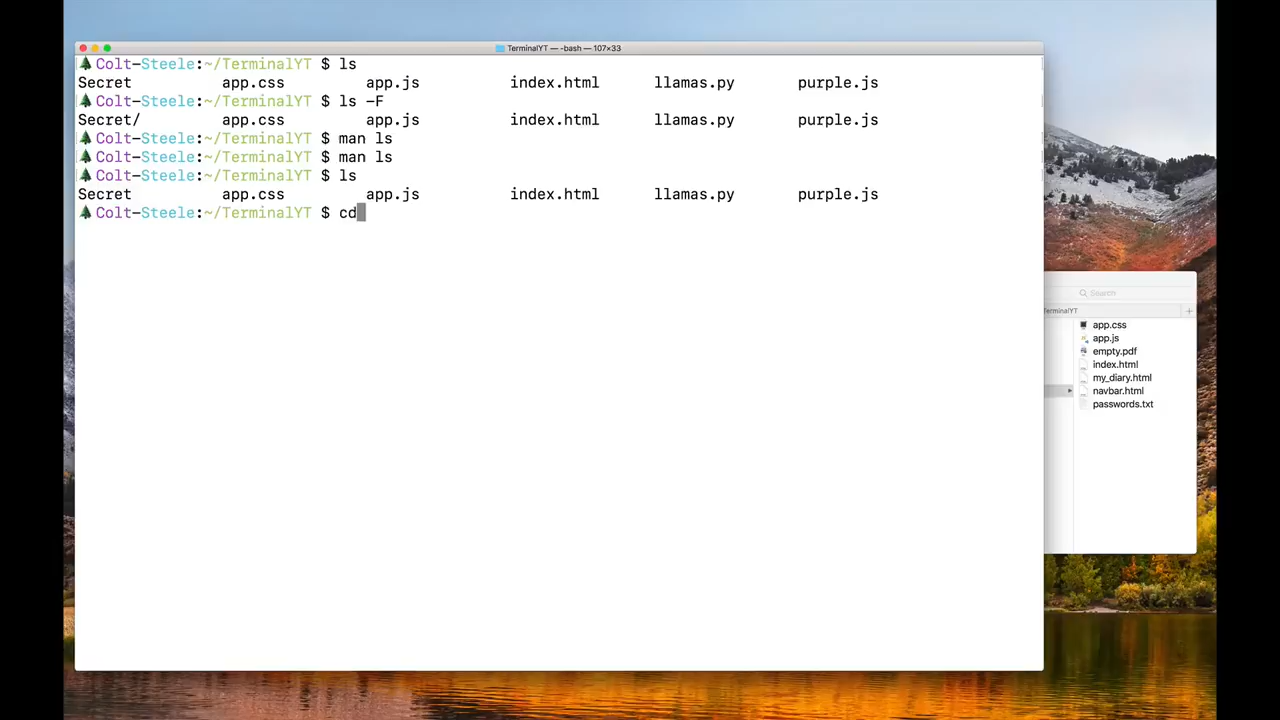 TerminalYT — -bash — 107×33
Colt-Steele:~/TerminalYT $ ls
Secret app.css app.js index.html llamas.py purple.js
Colt-Steele:~/TerminalYT $ ls -F
Secret/ app.css app.js index.html llamas.py purple.js
Colt-Steele:~/TerminalYT $ man ls
Colt-Steele:~/TerminalYT $ man ls
Colt-Steele:~/TerminalYT $ ls
Secret app.css app.js index.html llamas.py purple.js
Colt-Steele:~/TerminalYT $ cd
Search
TerminalYT
app.css
app.js
empty.pdf
index.html
my_diary.html
navbar.html
passwords.txt